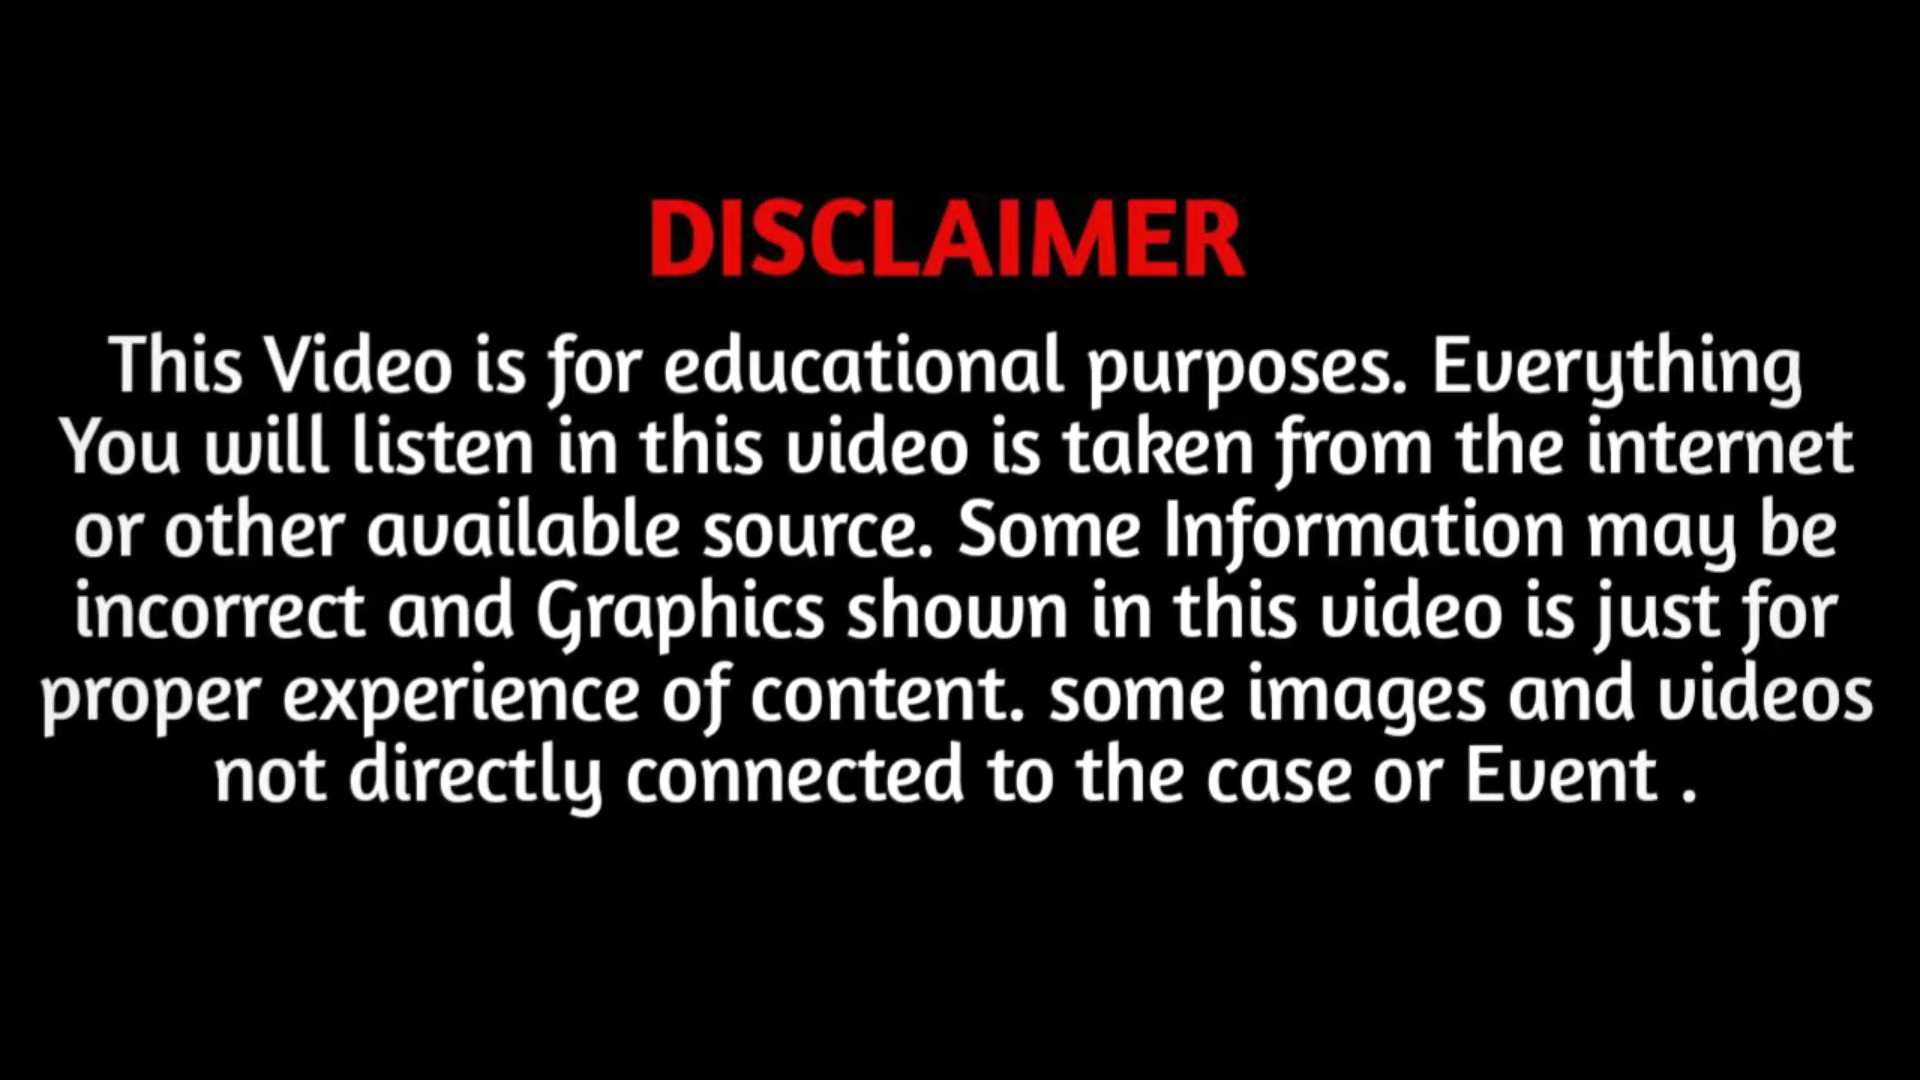 DISCLAIMER
This Video is for educational purposes. Everything
You will listen in this video is taken from the internet
or other available source. Some Information may be
incorrect and Graphics shown in this video is just for
proper experience of content. some images and videos
not directly connected to the case or Event .